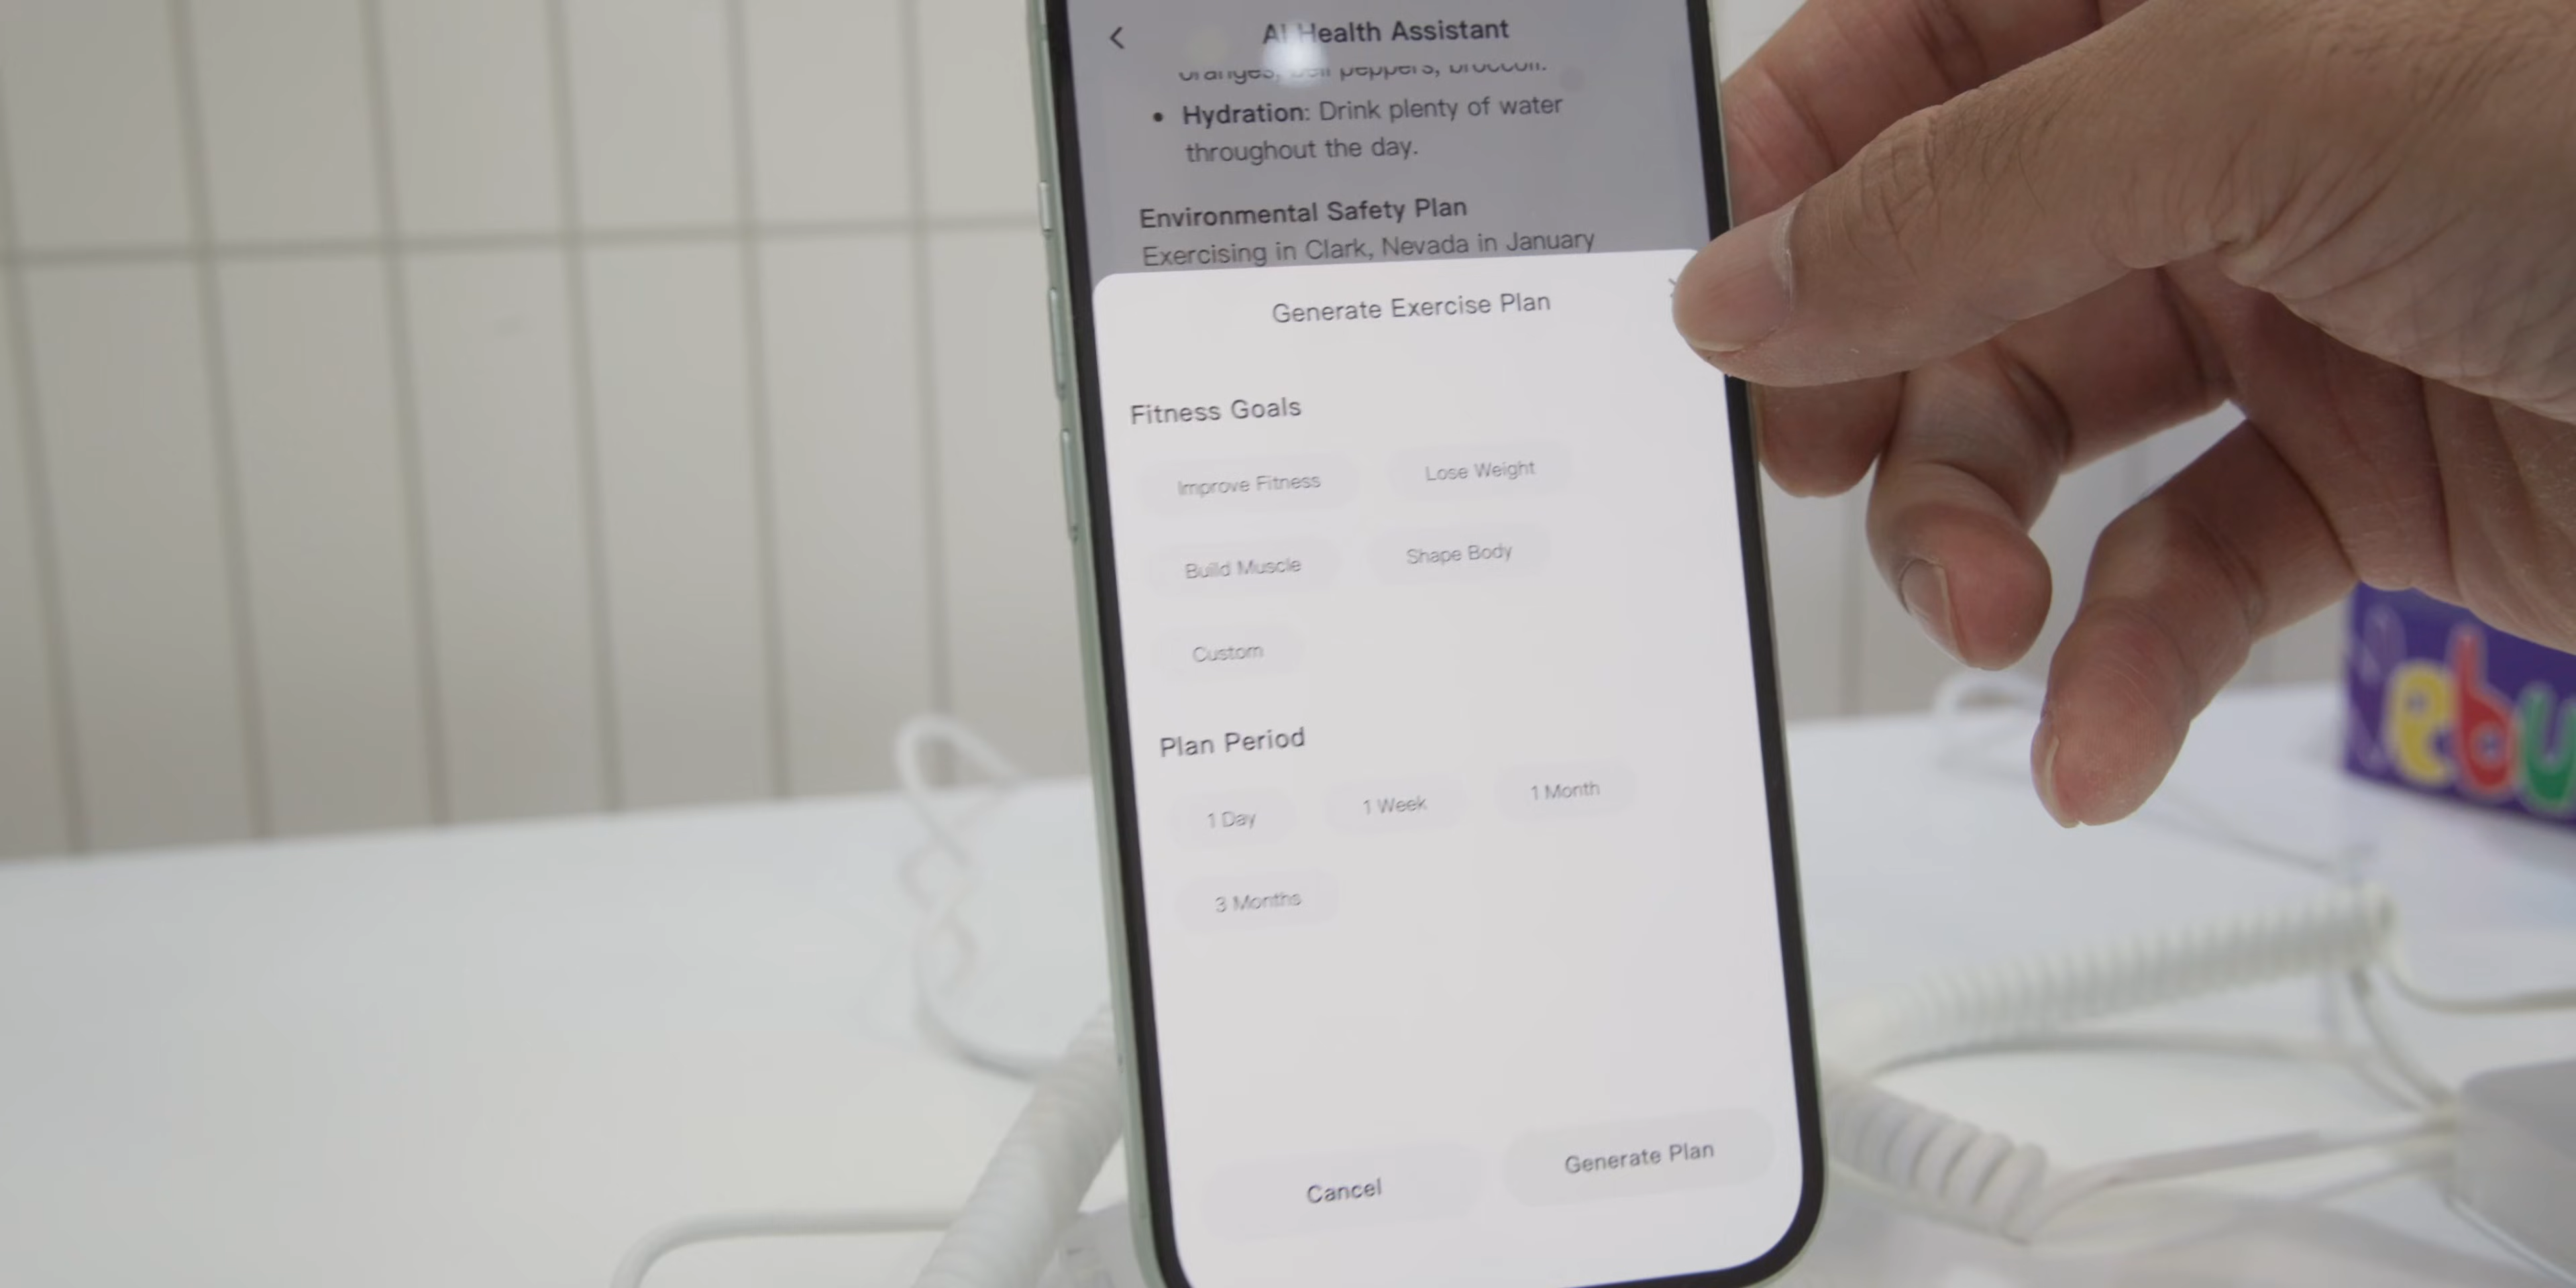 AI Health Assistant
oranges, bell peppers, broccoli.
• Hydration: Drink plenty of water
throughout the day.
Environmental Safety Plan
Exercising in Clark, Nevada in January
Generate Exercise Plan
Fitness Goals
Improve Fitness
Lose Weight
Build Muscle
Shape Body
Custom
Plan Period
1 Day
1 Week
1 Month
3 Months
Cancel
Generate Plan
ebu